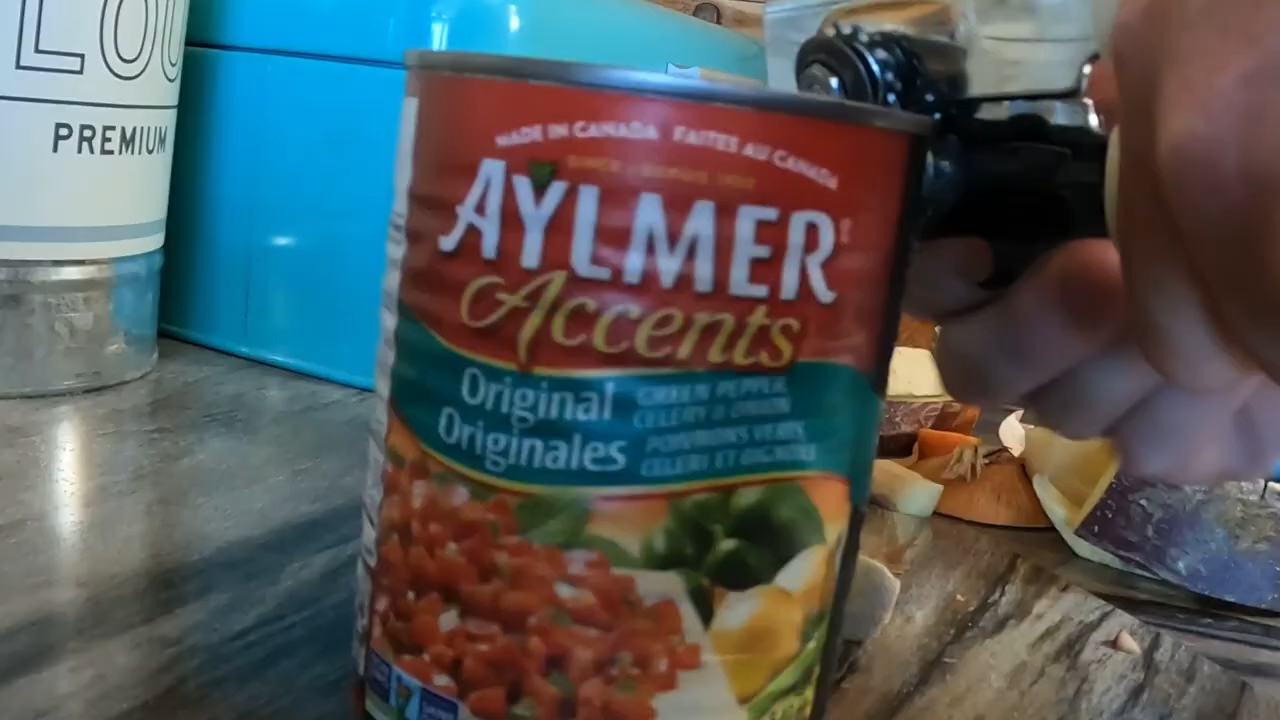 LOU
PREMIUM
MADE IN CANADA FAITES AU CANADA
AYLMER
Accents
Original
Originales
GREEN PEPPER,
CELERY & ONION
POIVRONS VERTS,
CÉLERI ET OIGNONS